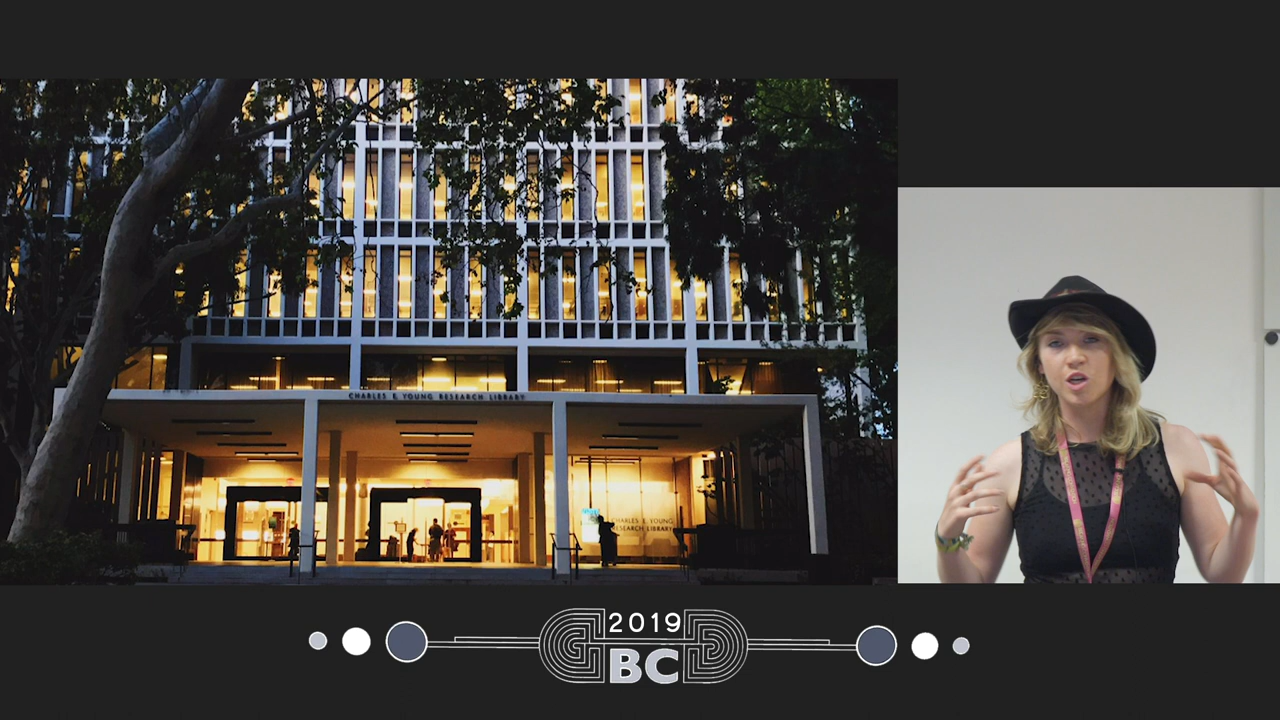 CHARLES E. YOUNG RESEARCH LIBRARY
CHARLES E. YOUNG
RESEARCH LIBRARY
2019
BC